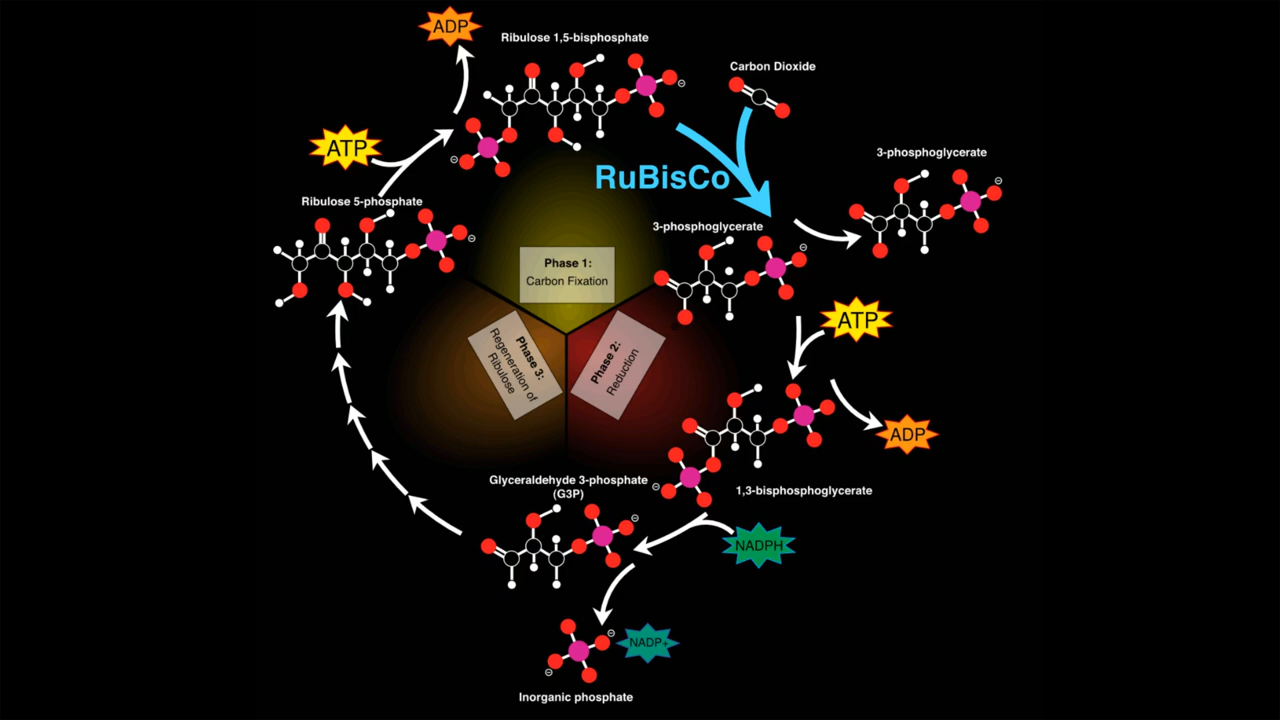 ADP
Ribulose 1,5-bisphosphate
Carbon Dioxide
ATP
3-phosphoglycerate
RuBisCo
Ribulose 5-phosphate
3-phosphoglycerate
Phase 1:
Carbon Fixation
ATP
Phase 3:
Regeneration of
Ribulose
Phase 2:
Reduction
ADP
Glyceraldehyde 3-phosphate
(G3P)
1,3-bisphosphoglycerate
NADPH
NADP+
Inorganic phosphate